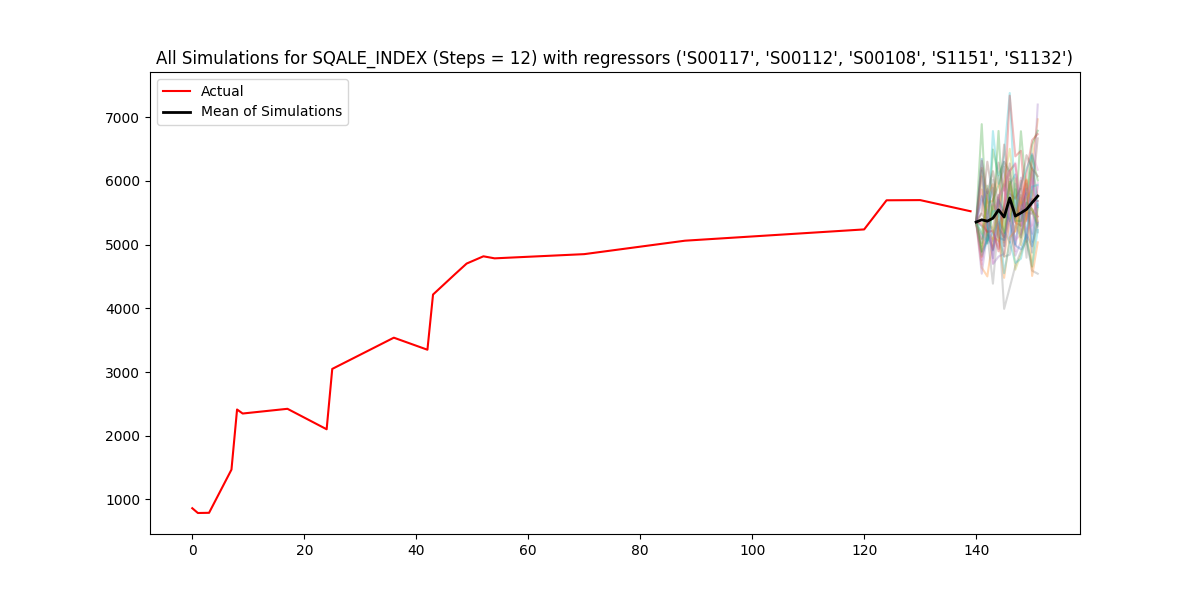 All Simulations for SQALE_INDEX (Steps = 12) with regressors ('S00117', 'S00112', 'S00108', 'S1151', 'S1132')
Actual
Mean of Simulations
7000
6000
5000
4000
3000
2000
1000
0 20 40 60 80 100 120 140